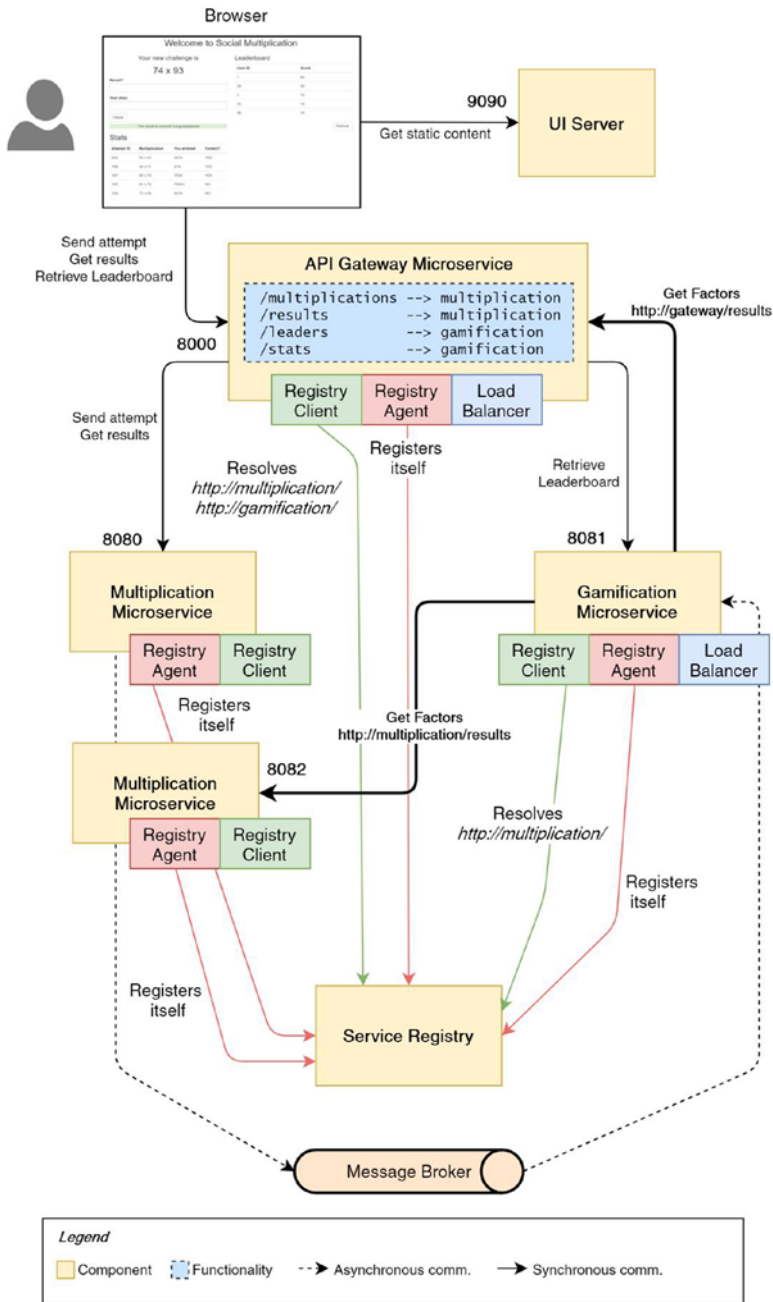 Browser
Welcome to Social Multiplication
Your new challenge is
74 x 93
Leaderboard
Stats
9090
Get static content
UI Server
Send attempt
Get results
Retrieve Leaderboard
API Gateway Microservice
/multiplications --> multiplication
/results --> multiplication
/leaders --> gamification
/stats --> gamification
Get Factors
http://gateway/results
8000
Registry
Client
Registry
Agent
Load
Balancer
Send attempt
Get results
Resolves
http://multiplication/
http://gamification/
Registers
itself
Retrieve
Leaderboard
8080
8081
Multiplication
Microservice
Registry
Agent
Registry
Client
Gamification
Microservice
Registry
Client
Registry
Agent
Load
Balancer
Registers
itself
Get Factors
http://multiplication/results
8082
Multiplication
Microservice
Registry
Agent
Registry
Client
Resolves
http://multiplication/
Registers
itself
Registers
itself
Service Registry
Message Broker
Legend
Component
Functionality
Asynchronous comm.
Synchronous comm.